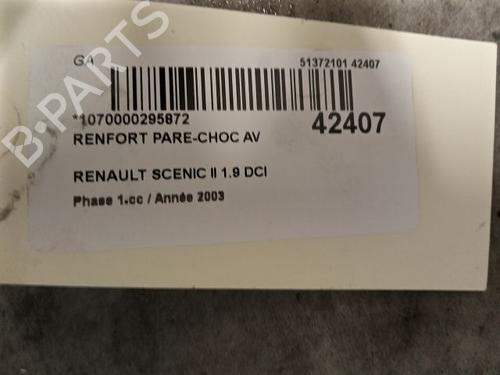 GA
51372101 42407
*1070000295872
42407
RENFORT PARE-CHOC AV
RENAULT SCENIC II 1.9 DCI
Phase 1.cc / Année 2003
B-PARTS